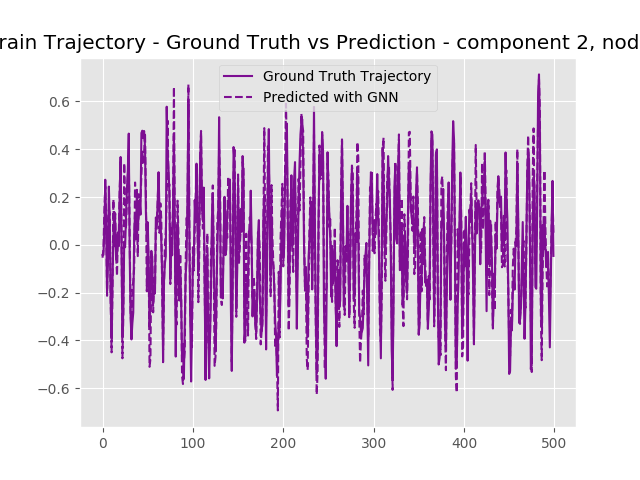 rain Trajectory - Ground Truth vs Prediction - component 2, nod
Ground Truth Trajectory
Predicted with GNN
0.6
0.4
0.2
0.0
−0.2
−0.4
−0.6
0 100 200 300 400 500